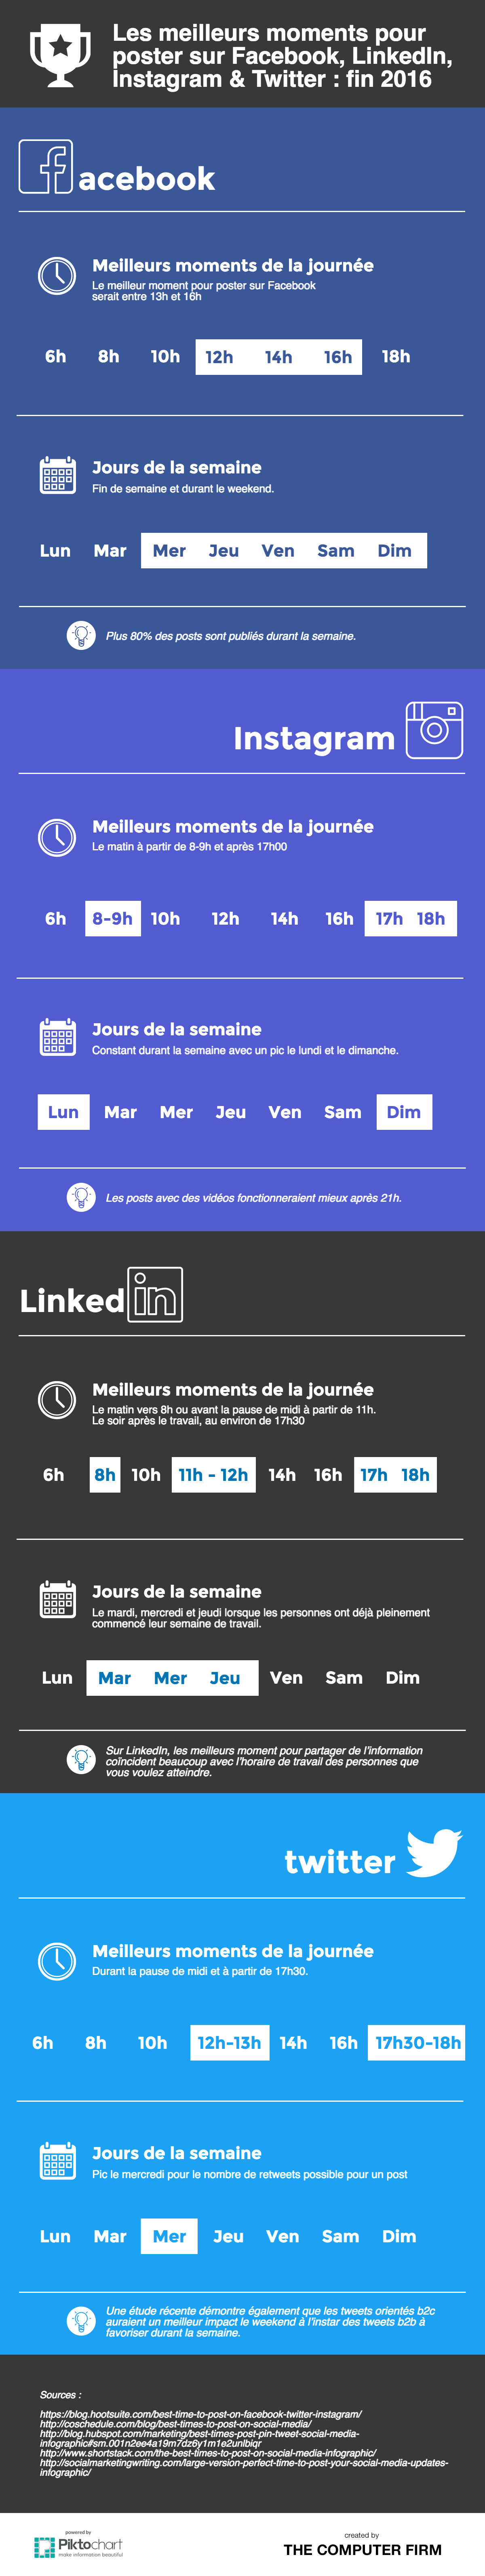 Les meilleurs moments pour
poster sur Facebook, LinkedIn,
Instagram & Twitter : fin 2016
facebook
Meilleurs moments de la journée
Le meilleur moment pour poster sur Facebook
serait entre 13h et 16h
6h 8h 10h 12h 14h 16h 18h
Jours de la semaine
Fin de semaine et durant le weekend.
Lun Mar Mer Jeu Ven Sam Dim
Plus 80% des posts sont publiés durant la semaine.
Instagram
Meilleurs moments de la journée
Le matin à partir de 8-9h et après 17h00
6h 8-9h 10h 12h 14h 16h 17h 18h
Jours de la semaine
Constant durant la semaine avec un pic le lundi et le dimanche.
Lun Mar Mer Jeu Ven Sam Dim
Les posts avec des vidéos fonctionneraient mieux après 21h.
Linkedin
Meilleurs moments de la journée
Le matin vers 8h ou avant la pause de midi à partir de 11h.
Le soir après le travail, au environ de 17h30
6h 8h 10h 11h - 12h 14h 16h 17h 18h
Jours de la semaine
Le mardi, mercredi et jeudi lorsque les personnes ont déjà pleinement
commencé leur semaine de travail.
Lun Mar Mer Jeu Ven Sam Dim
Sur LinkedIn, les meilleurs moment pour partager de l'information
coïncident beaucoup avec l'horaire de travail des personnes que
vous voulez atteindre.
twitter
Meilleurs moments de la journée
Durant la pause de midi et à partir de 17h30.
6h 8h 10h 12h-13h 14h 16h 17h30-18h
Jours de la semaine
Pic le mercredi pour le nombre de retweets possible pour un post
Lun Mar Mer Jeu Ven Sam Dim
Une étude récente démontre également que les tweets orientés b2c
auraient un meilleur impact le weekend à l'instar des tweets b2b à
favoriser durant la semaine.
Sources :
https://blog.hootsuite.com/best-time-to-post-on-facebook-twitter-instagram/
http://coschedule.com/blog/best-times-to-post-on-social-media/
http://blog.hubspot.com/marketing/best-times-post-pin-tweet-social-media-
infographic#sm.001n2ee4a19m7dz6y1m1e2unlbiqr
http://www.shortstack.com/the-best-times-to-post-on-social-media-infographic/
http://socialmarketingwriting.com/large-version-perfect-time-to-post-your-social-media-updates-
infographic/
powered by
Piktochart
make information beautiful
created by
THE COMPUTER FIRM